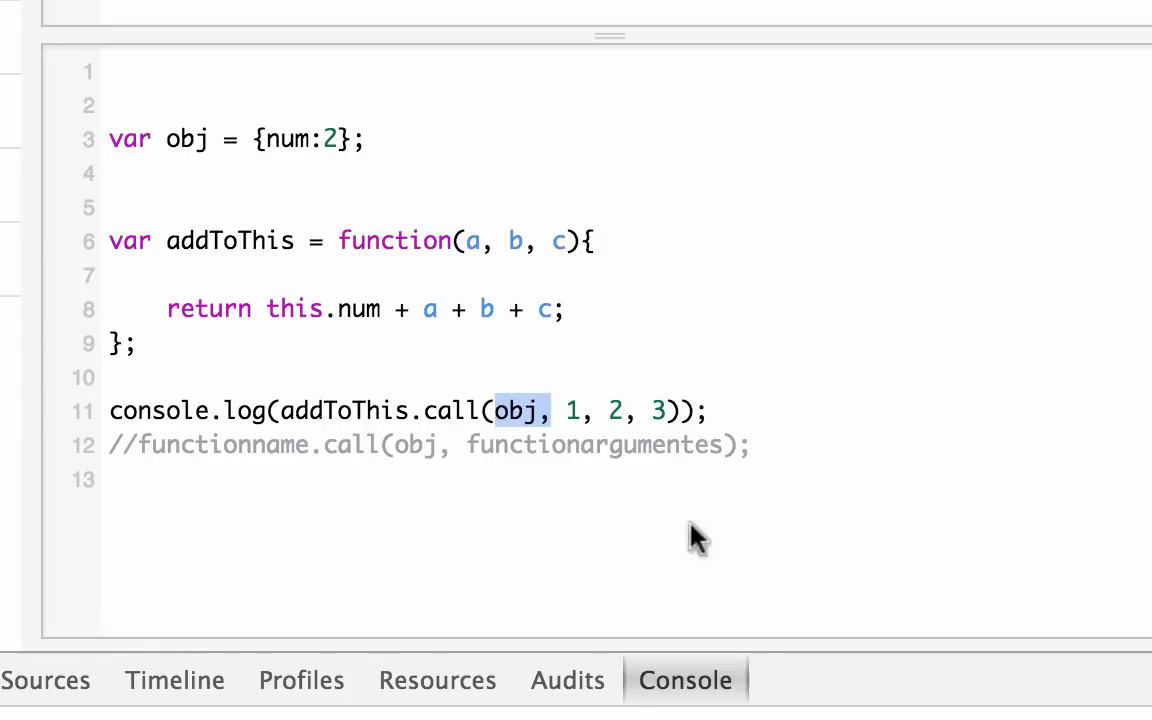 1
2
3 var obj = {num:2};
4
5
6 var addToThis = function(a, b, c){
7
8     return this.num + a + b + c;
9 };
10
11 console.log(addToThis.call(obj, 1, 2, 3));
12 //functionname.call(obj, functionargumentes);
13
Sources Timeline Profiles Resources Audits Console